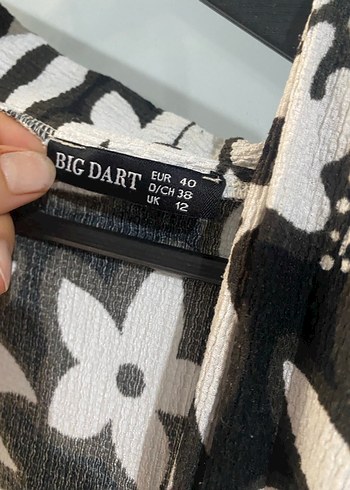 BIG DART
EUR 40
D/CH 38
UK 12